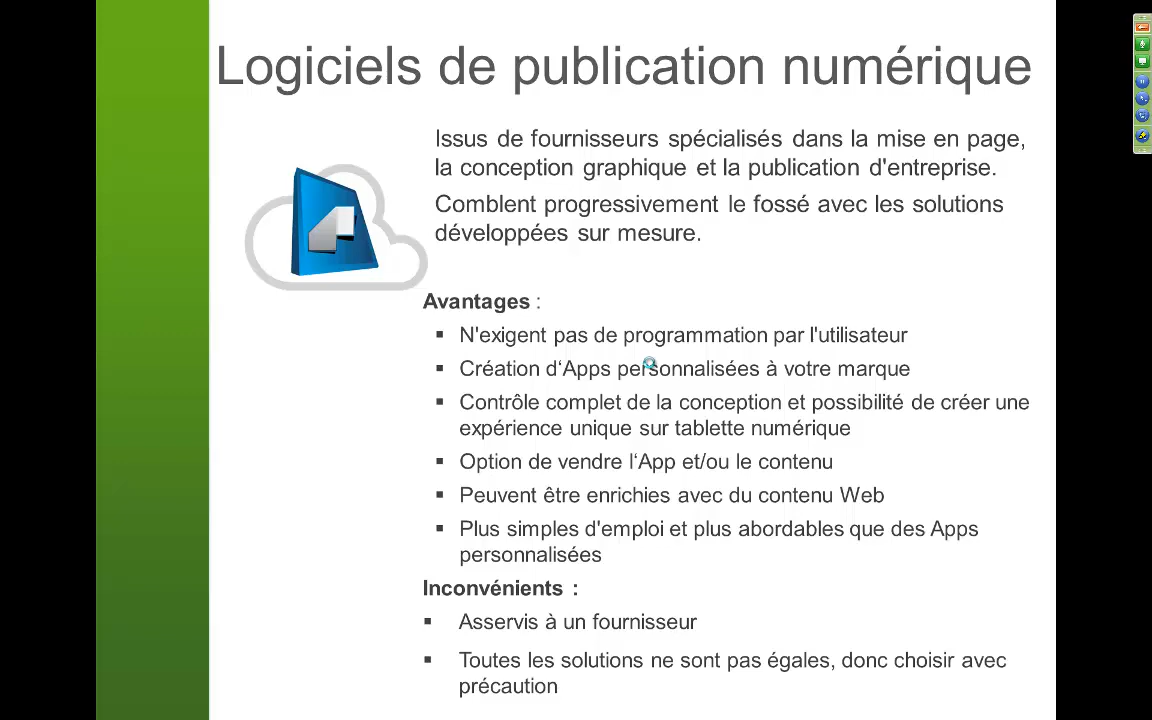 Logiciels de publication numérique
Issus de fournisseurs spécialisés dans la mise en page,
la conception graphique et la publication d'entreprise.
Comblent progressivement le fossé avec les solutions
développées sur mesure.
Avantages :
▪ N'exigent pas de programmation par l'utilisateur
▪ Création d‘Apps personnalisées à votre marque
▪ Contrôle complet de la conception et possibilité de créer une
expérience unique sur tablette numérique
▪ Option de vendre l‘App et/ou le contenu
▪ Peuvent être enrichies avec du contenu Web
▪ Plus simples d'emploi et plus abordables que des Apps
personnalisées
Inconvénients :
▪ Asservis à un fournisseur
▪ Toutes les solutions ne sont pas égales, donc choisir avec
précaution